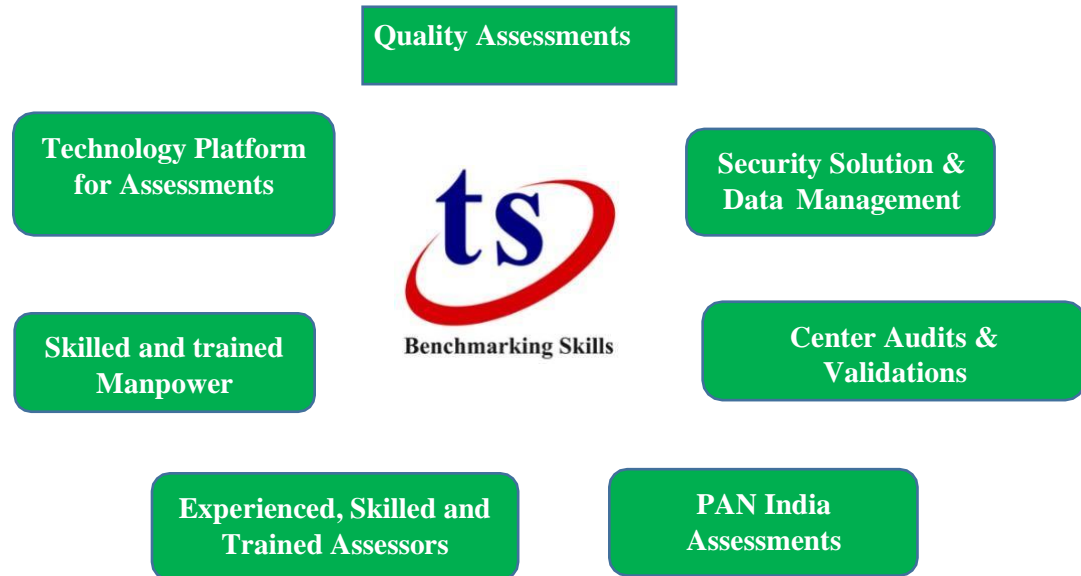 Quality Assessments
Technology Platform
for Assessments
Security Solution &
Data Management
ts
Benchmarking Skills
Skilled and trained
Manpower
Center Audits &
Validations
Experienced, Skilled and
Trained Assessors
PAN India
Assessments